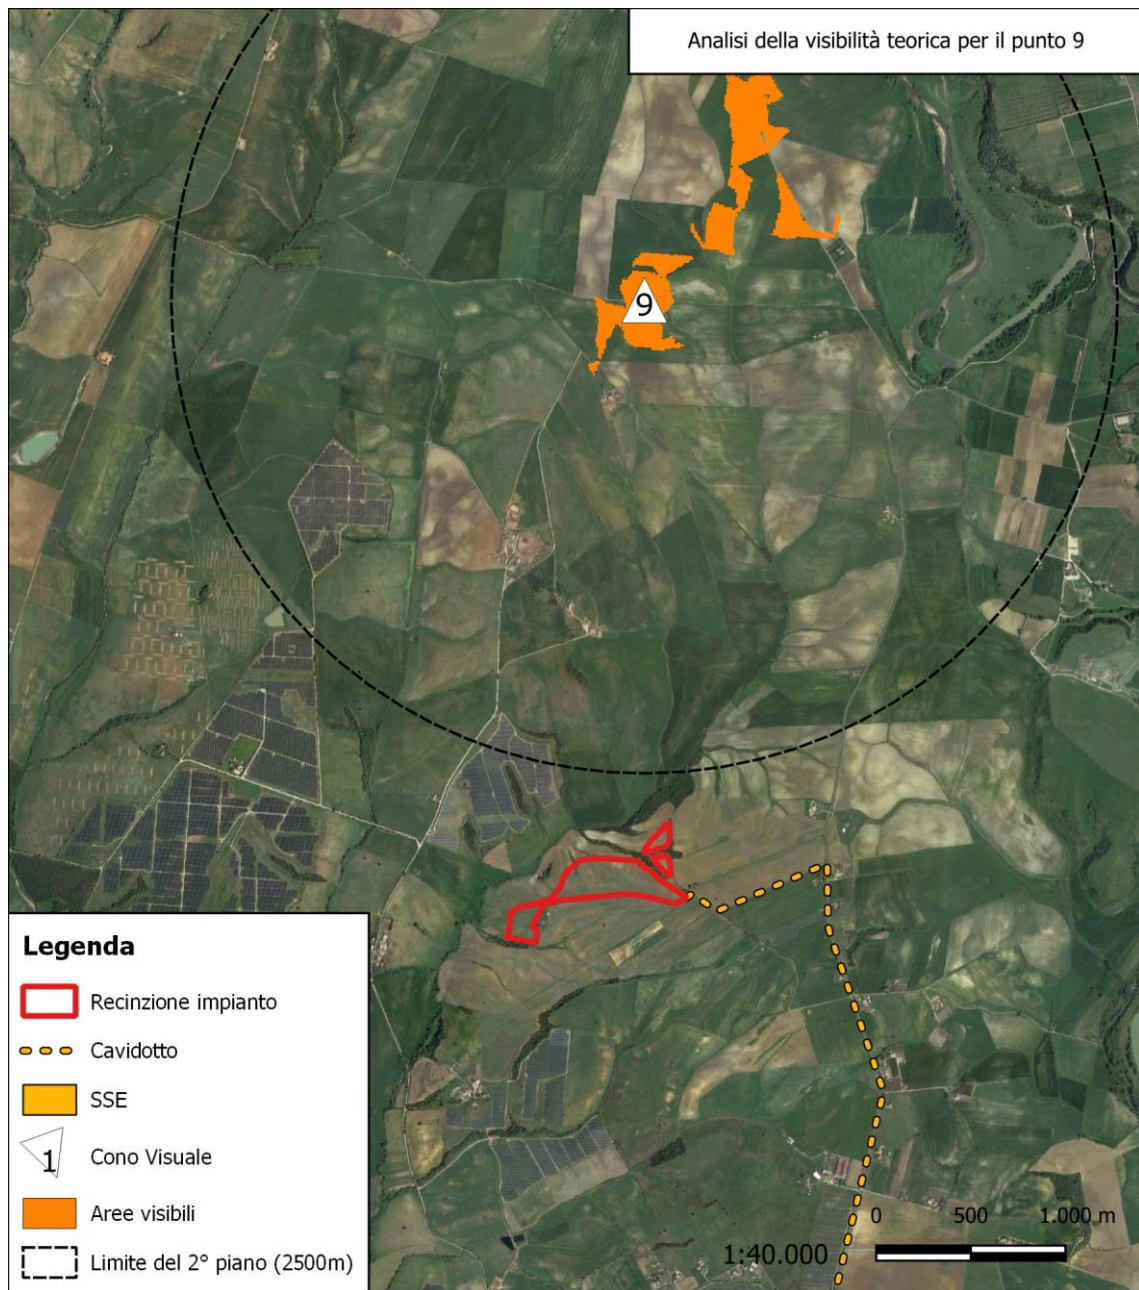 Analisi della visibilità teorica per il punto 9
9
Legenda
Recinzione impianto
Cavidotto
SSE
1
Cono Visuale
Aree visibili
Limite del 2° piano (2500m)
0 500 1.000 m
1:40.000